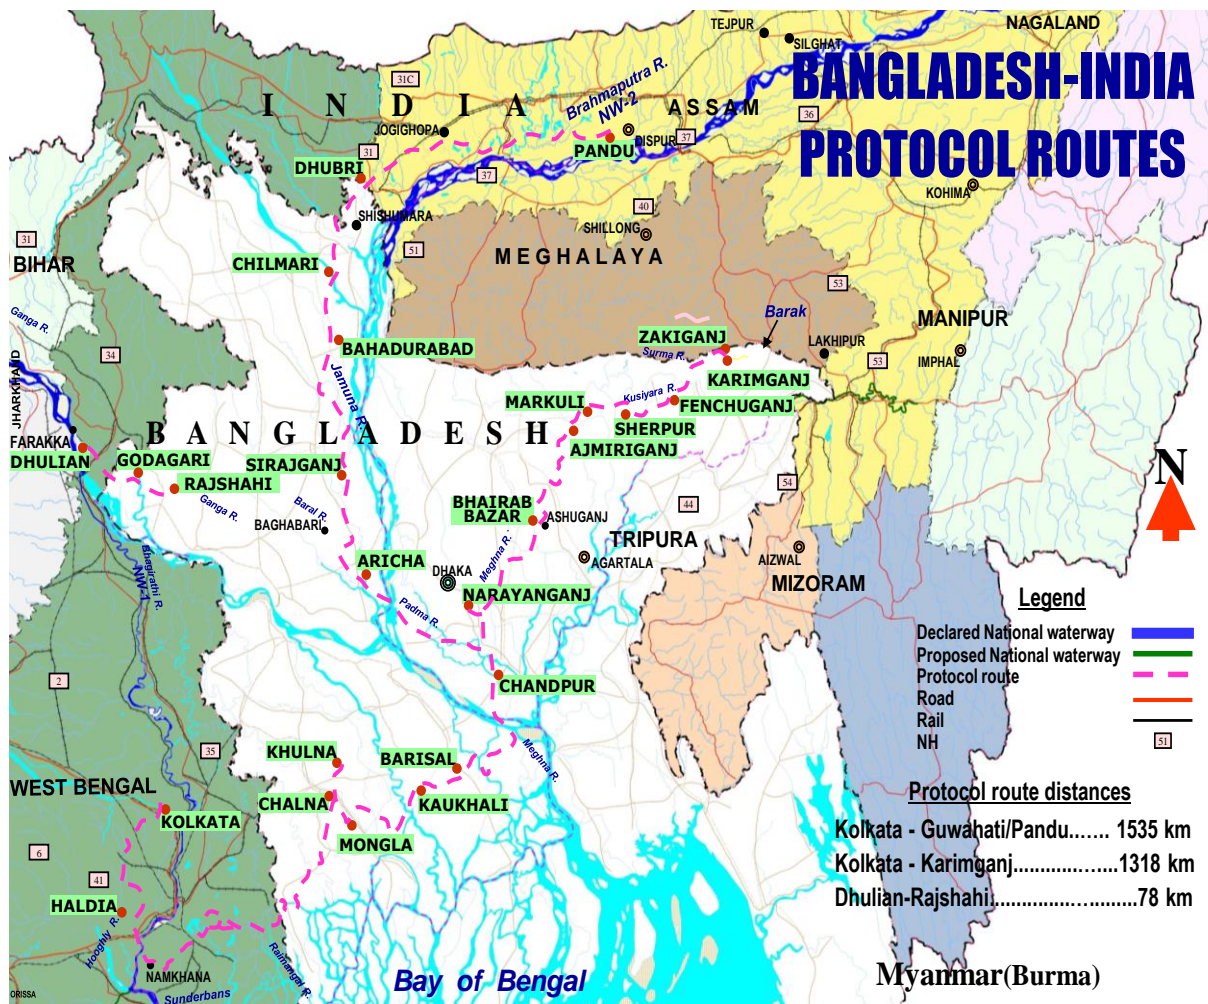 TEJPUR
NAGALAND
SILGHAT
BANGLADESH-INDIA
PROTOCOL ROUTES
31C
I N D I A
Brahmaputra R.
NW-2
ASSAM
36
JOGIGHOPA
PANDU
DISPUR
37
31
DHUBRI
37
KOHIMA
40
SHISHUMARA
SHILLONG
31
BIHAR
51
MEGHALAYA
CHILMARI
53
Ganga R.
Barak
MANIPUR
ZAKIGANJ
BAHADURABAD
34
Surma R.
LAKHIPUR
53
IMPHAL
JHARKHAND
KARIMGANJ
Jamuna R.
Kusiyara R.
MARKULI
FENCHUGANJ
SHERPUR
B A N G L A D E S H
FARAKKA
AJMIRIGANJ
DHULIAN
GODAGARI
SIRAJGANJ
N
RAJSHAHI
54
Ganga R.
Baral R.
BHAIRAB
BAZAR
44
BAGHABARI
ASHUGANJ
TRIPURA
Bhagirathi R.
NW-1
Meghna R.
AGARTALA
AIZWAL
ARICHA
DHAKA
MIZORAM
NARAYANGANJ
Padma R.
Legend
Declared National waterway
Proposed National waterway
Protocol route
Road
Rail
NH
51
2
CHANDPUR
35
KHULNA
BARISAL
Meghna R.
WEST BENGAL
CHALNA
KAUKHALI
Protocol route distances
KOLKATA
MONGLA
Kolkata - Guwahati/Pandu....... 1535 km
6
Kolkata - Karimganj..................1318 km
41
Dhulian-Rajshahi............................78 km
HALDIA
Hooghly R.
NAMKHANA
Raimangal R.
Bay of Bengal
Myanmar(Burma)
ORISSA
Sunderbans